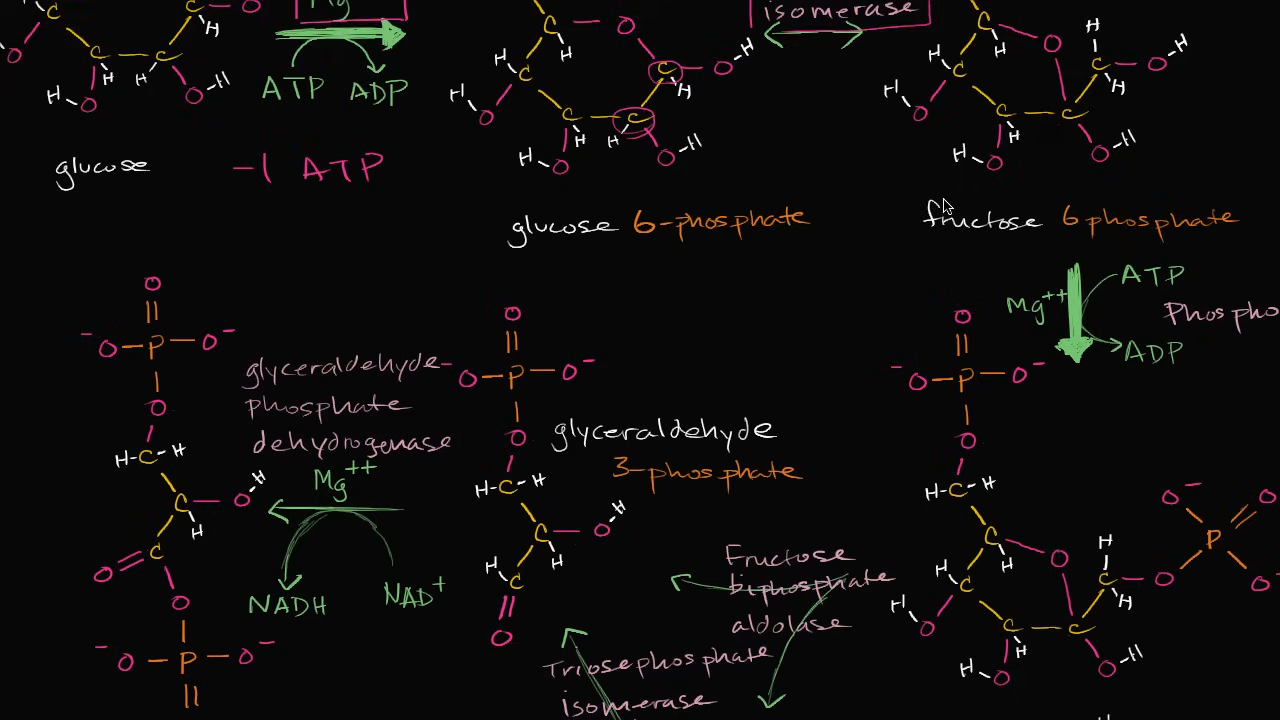 Mg
isomerase
ATP ADP
glucose
-1 ATP
glucose 6-phosphate
fructose 6 phosphate
Mg++
ATP
ADP
Phospho
glyceraldehyde-
phosphate
dehydrogenase
Mg++
NADH
NAD+
glyceraldehyde
3-phosphate
Fructose
biphosphate
aldolase
Triosephosphate
isomerase